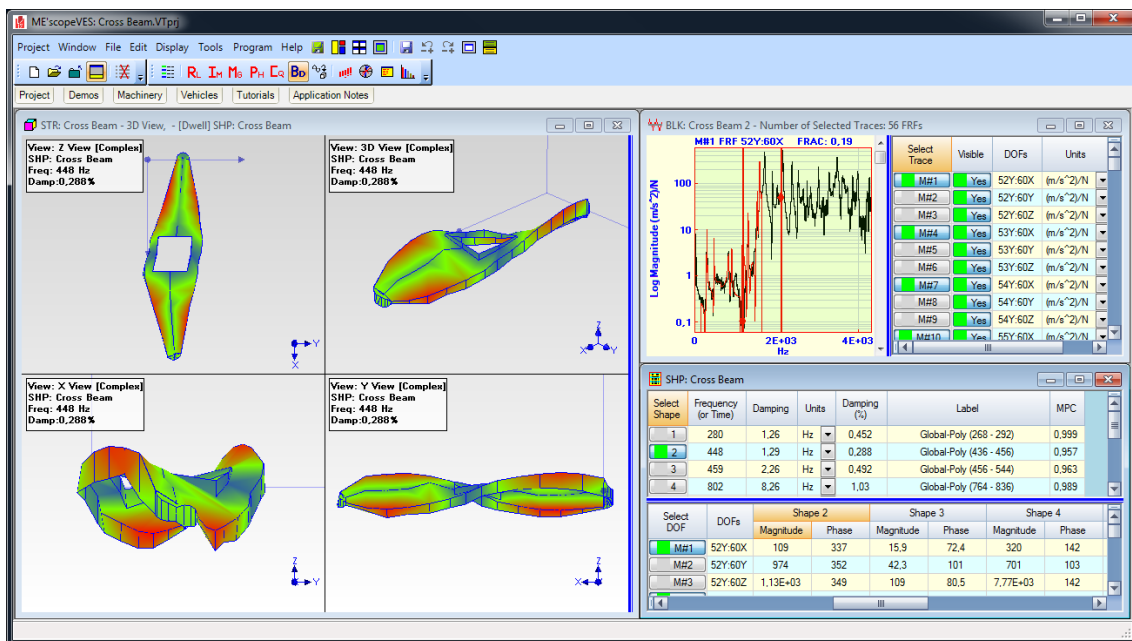 ME'scopeVES: Cross Beam.VTprj
Project Window File Edit Display Tools Program Help
RL IM MG PH CQ BD
Project Demos Machinery Vehicles Tutorials Application Notes
STR: Cross Beam - 3D View, - [Dwell] SHP: Cross Beam
View: Z View [Complex]
SHP: Cross Beam
Freq: 448 Hz
Damp:0,288%
Y
X
View: 3D View [Complex]
SHP: Cross Beam
Freq: 448 Hz
Damp:0,288%
Z
X Y
View: X View [Complex]
SHP: Cross Beam
Freq: 448 Hz
Damp:0,288%
Z
Y
View: Y View [Complex]
SHP: Cross Beam
Freq: 448 Hz
Damp:0,288%
Z
X
BLK: Cross Beam 2 - Number of Selected Traces: 56 FRFs
M#1 FRF 52Y:60X FRAC: 0,19
Log Magnitude (m/s^2)/N
100
10
1
0,1
0 2E+03 4E+03
Hz
Select Trace Visible DOFs Units
M#1 Yes 52Y:60X (m/s^2)/N
M#2 Yes 52Y:60Y (m/s^2)/N
M#3 Yes 52Y:60Z (m/s^2)/N
M#4 Yes 53Y:60X (m/s^2)/N
M#5 Yes 53Y:60Y (m/s^2)/N
M#6 Yes 53Y:60Z (m/s^2)/N
M#7 Yes 54Y:60X (m/s^2)/N
M#8 Yes 54Y:60Y (m/s^2)/N
M#9 Yes 54Y:60Z (m/s^2)/N
M#10 Yes 55Y:60X (m/s^2)/N
SHP: Cross Beam
Select Shape Frequency (or Time) Damping Units Damping (%) Label MPC
1 280 1,26 Hz 0,452 Global-Poly (268 - 292) 0,999
2 448 1,29 Hz 0,288 Global-Poly (436 - 456) 0,957
3 459 2,26 Hz 0,492 Global-Poly (456 - 544) 0,963
4 802 8,26 Hz 1,03 Global-Poly (764 - 836) 0,989
Select DOF DOFs Shape 2 Shape 3 Shape 4
Magnitude Phase Magnitude Phase Magnitude Phase
M#1 52Y:60X 109 337 15,9 72,4 320 142
M#2 52Y:60Y 974 352 42,3 101 701 103
M#3 52Y:60Z 1,13E+03 349 109 80,5 7,77E+03 142